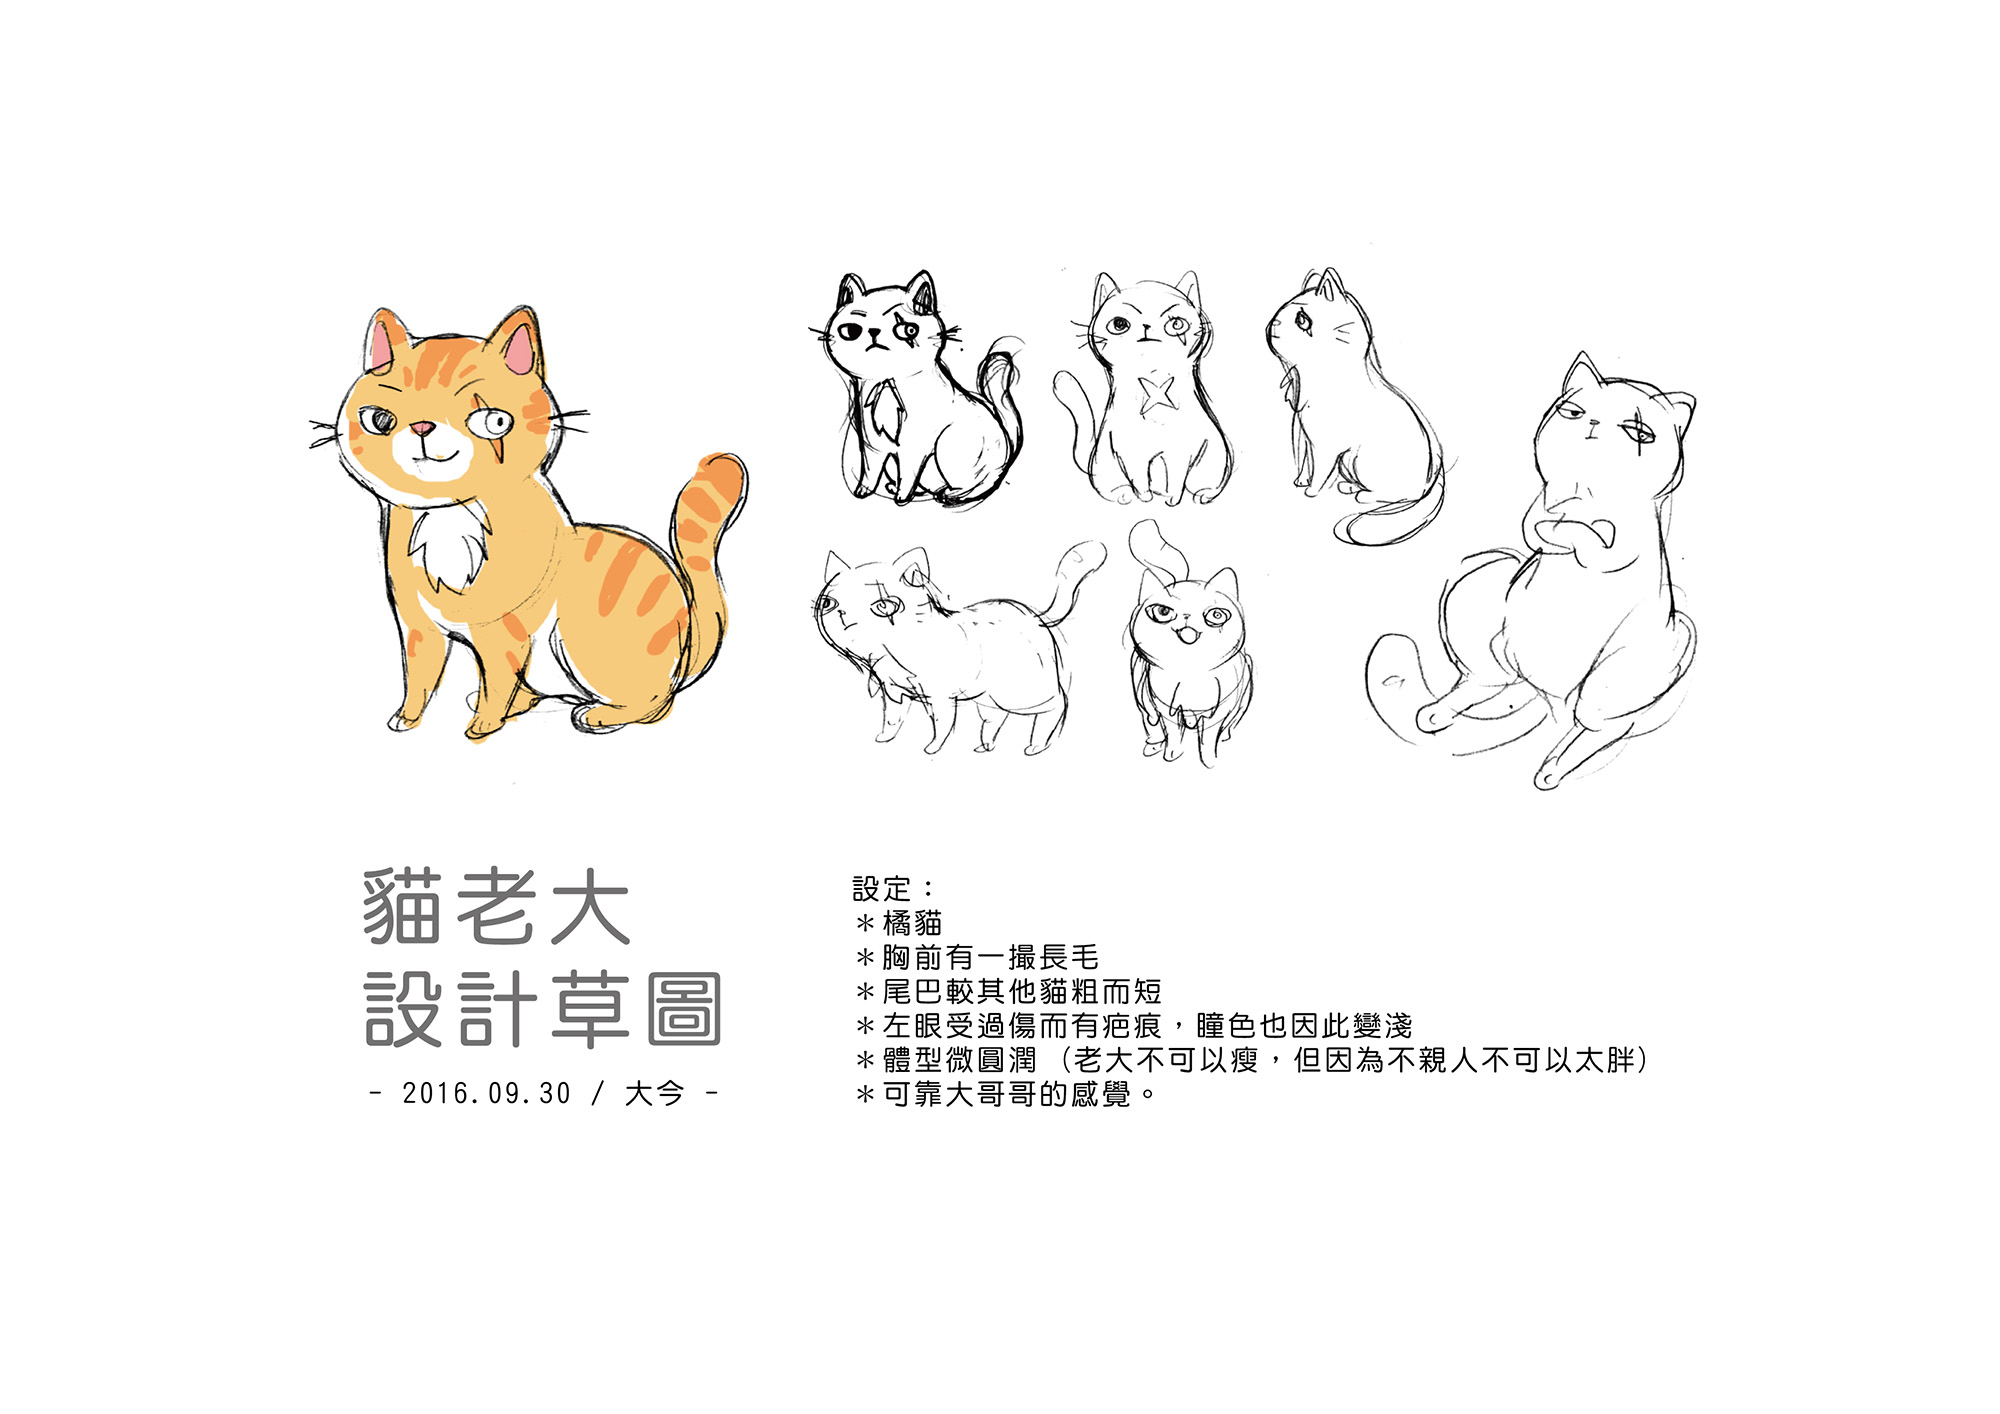 貓老大
設計草圖
- 2016.09.30 / 大今 -
設定：
＊橘貓
＊胸前有一撮長毛
＊尾巴較其他貓粗而短
＊左眼受過傷而有疤痕，瞳色也因此變淺
＊體型微圓潤 (老大不可以瘦，但因為不親人不可以太胖)
＊可靠大哥哥的感覺。